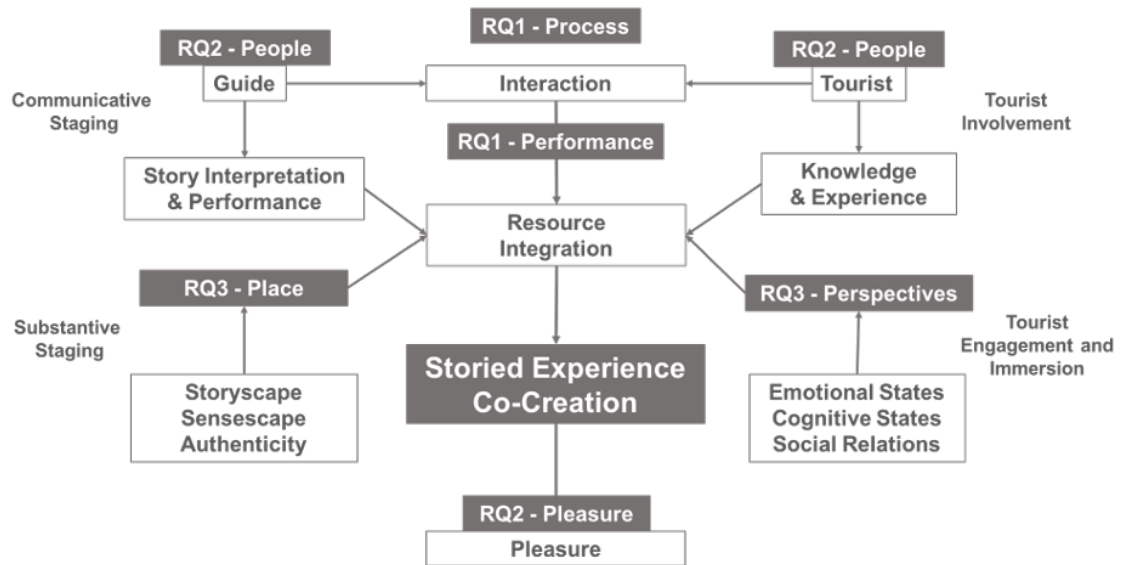 RQ1 - Process
RQ2 - People
RQ2 - People
Guide
Interaction
Tourist
Communicative
Staging
Tourist
Involvement
RQ1 - Performance
Story Interpretation
& Performance
Knowledge
& Experience
Resource
Integration
RQ3 - Place
RQ3 - Perspectives
Substantive
Staging
Tourist
Engagement and
Immersion
Storied Experience
Co-Creation
Storyscape
Sensescape
Authenticity
Emotional States
Cognitive States
Social Relations
RQ2 - Pleasure
Pleasure